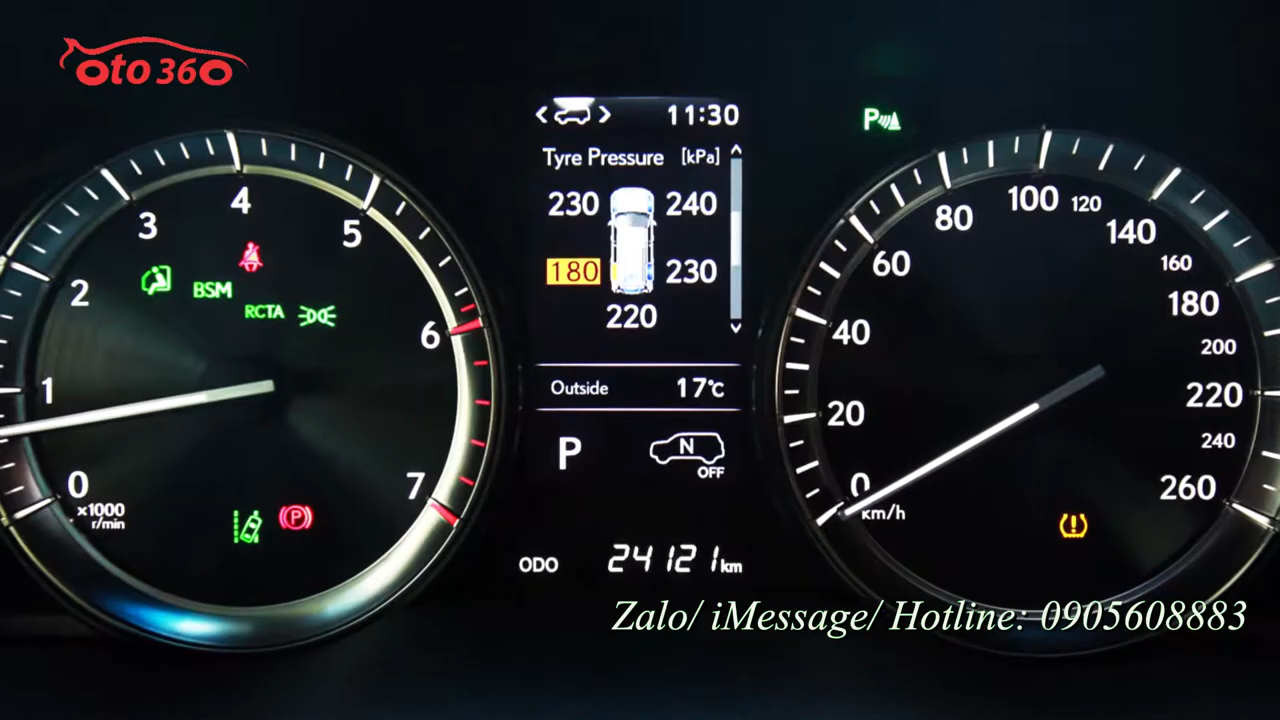 oto 360
11:30
Tyre Pressure [kPa]
230 240
180 230
220
Outside 17℃
P N
OFF
ODO 24121 km
0 1 2 3 4 5 6 7
x1000
r/min
BSM
RCTA
P
P
0 20 40 60 80 100 120 140 160 180 200 220 240 260
km/h
Zalo/ iMessage/ Hotline: 0905608883